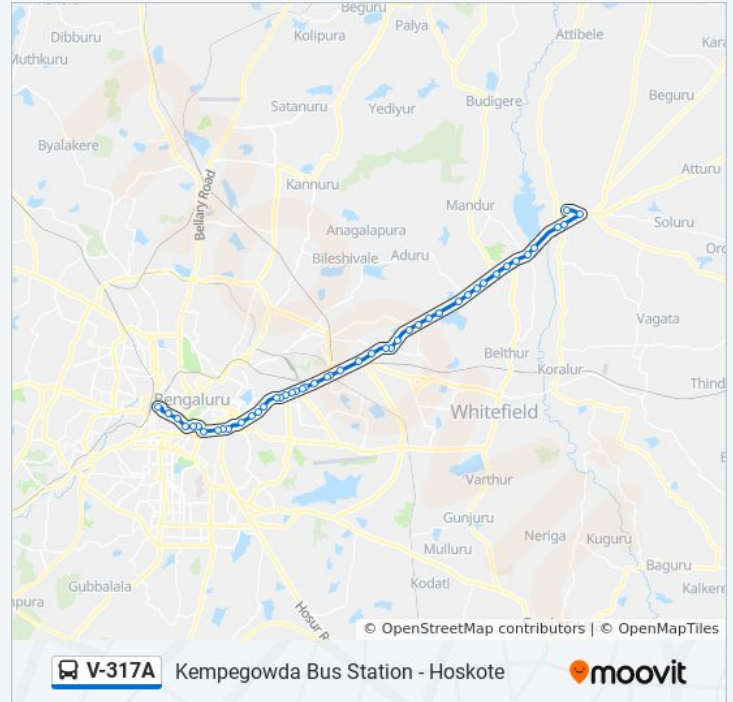 Beguru
Dibburu
Kolipura
Palya
Attibele
Muthkuru
Kara
Satanuru
Yediyur
Budigere
Beguru
Byalakere
Atturu
Bellary Road
Kannuru
Mandur
Soluru
Anagalapura
Bileshivale
Aduru
Oro
Vagata
Belthur
Koralur
Thind
Bengaluru
Whitefield
Varthur
Gunjuru
Neriga
Kuguru
Mulluru
Baguru
Kodati
Gubbalala
Kalkere
npura
Hosur R
© OpenStreetMap contributors | © OpenMapTiles
V-317A Kempegowda Bus Station - Hoskote moovit